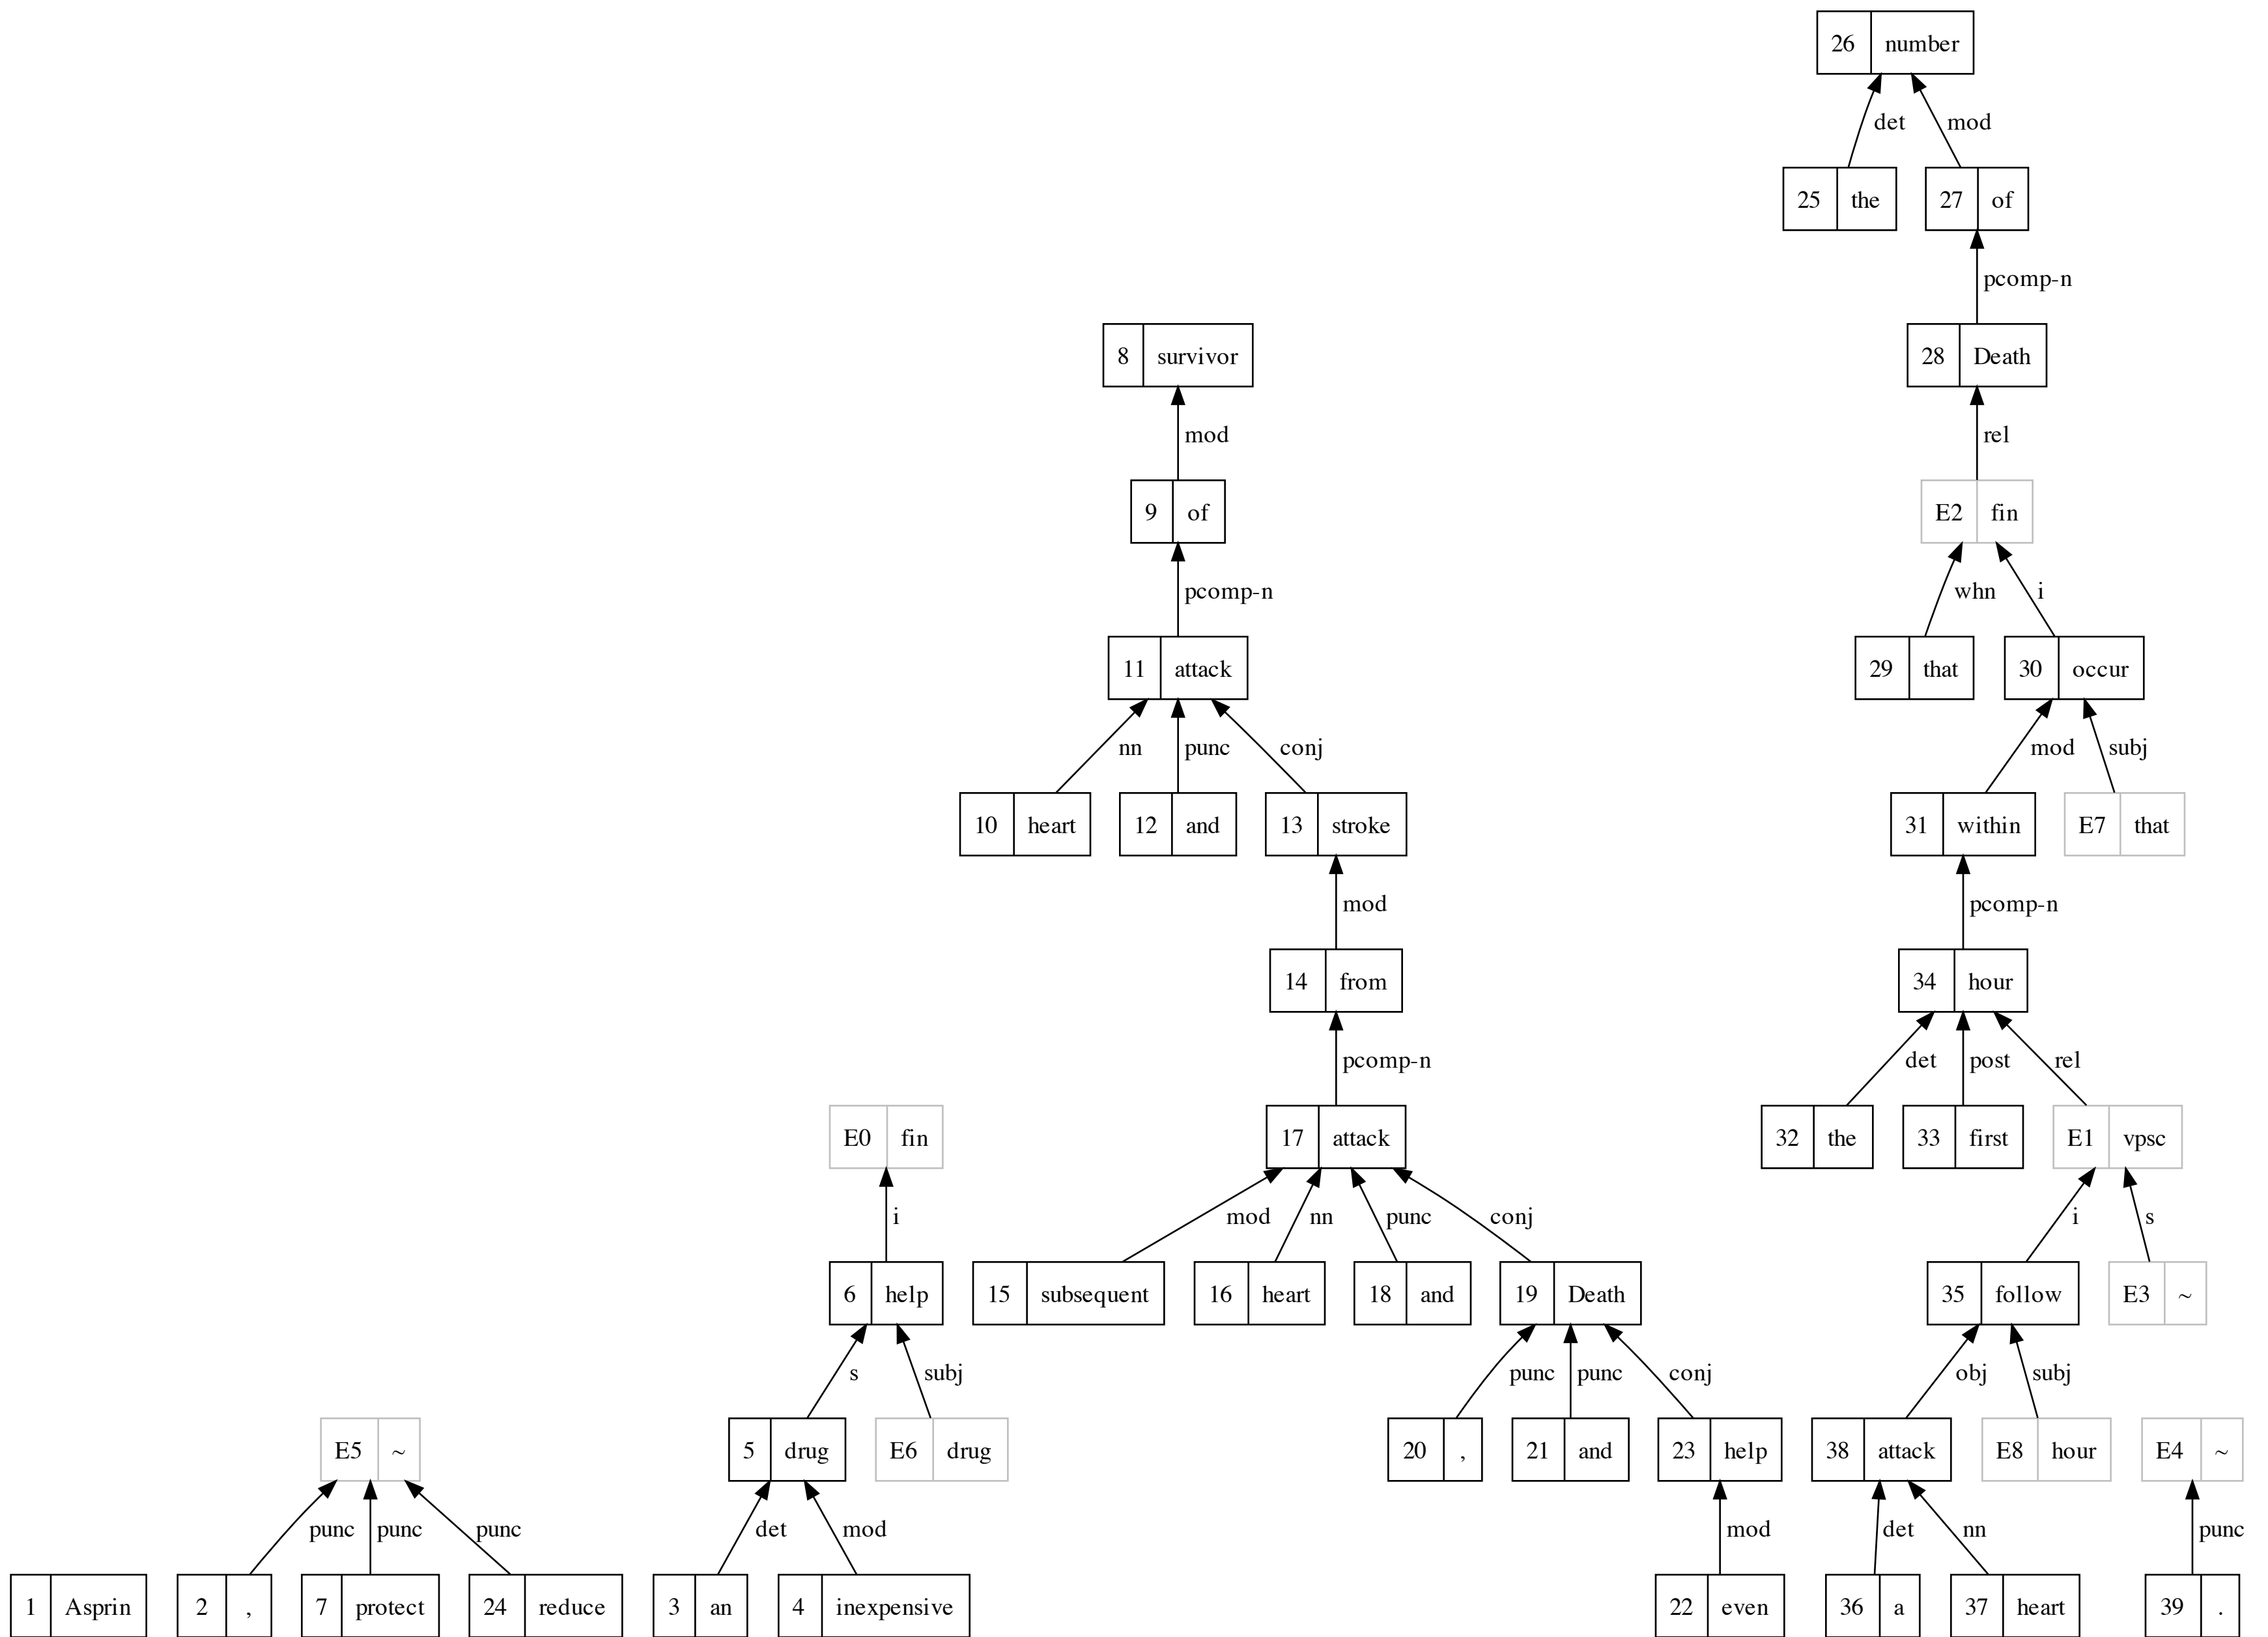 26 number
det mod
25 the 27 of
pcomp-n
8 survivor 28 Death
mod rel
9 of E2 fin
pcomp-n whn i
11 attack 29 that 30 occur
nn punc conj mod subj
10 heart 12 and 13 stroke 31 within E7 that
mod pcomp-n
14 from 34 hour
pcomp-n det post rel
E0 fin 17 attack 32 the 33 first E1 vpsc
i mod nn punc conj i s
6 help 15 subsequent 16 heart 18 and 19 Death 35 follow E3 ~
s subj punc punc conj obj subj
E5 ~ 5 drug E6 drug 20 , 21 and 23 help 38 attack E8 hour E4 ~
punc punc punc det mod mod det nn punc
1 Asprin 2 , 7 protect 24 reduce 3 an 4 inexpensive 22 even 36 a 37 heart 39 .